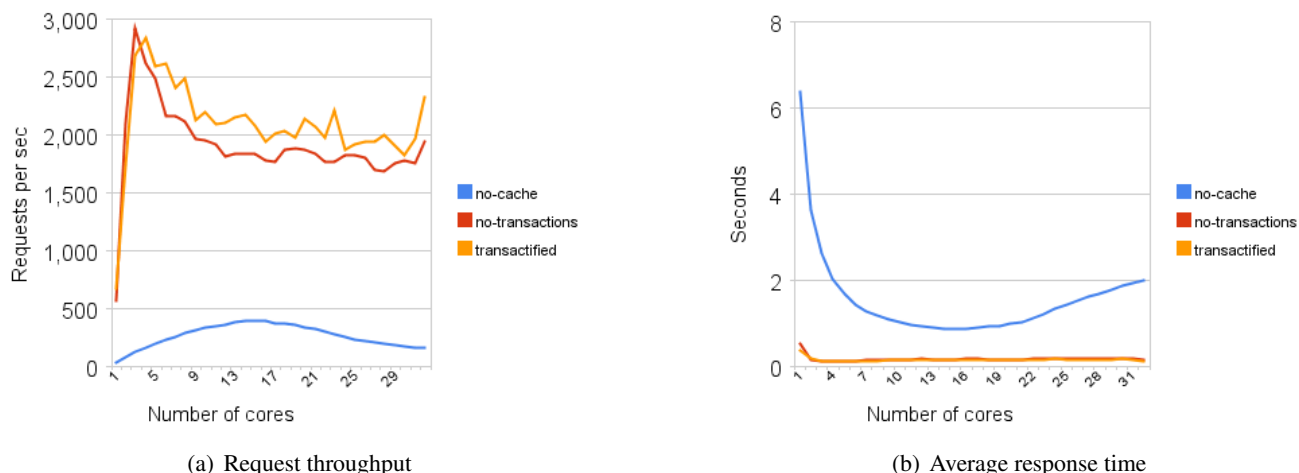 3,000
2,500
2,000
1,500
1,000
500
0
Requests per sec
1
5
9
13
17
21
25
29
Number of cores
no-cache
no-transactions
transactified
(a) Request throughput
8
6
4
2
0
Seconds
1
4
7
10
13
16
19
22
25
28
31
Number of cores
no-cache
no-transactions
transactified
(b) Average response time